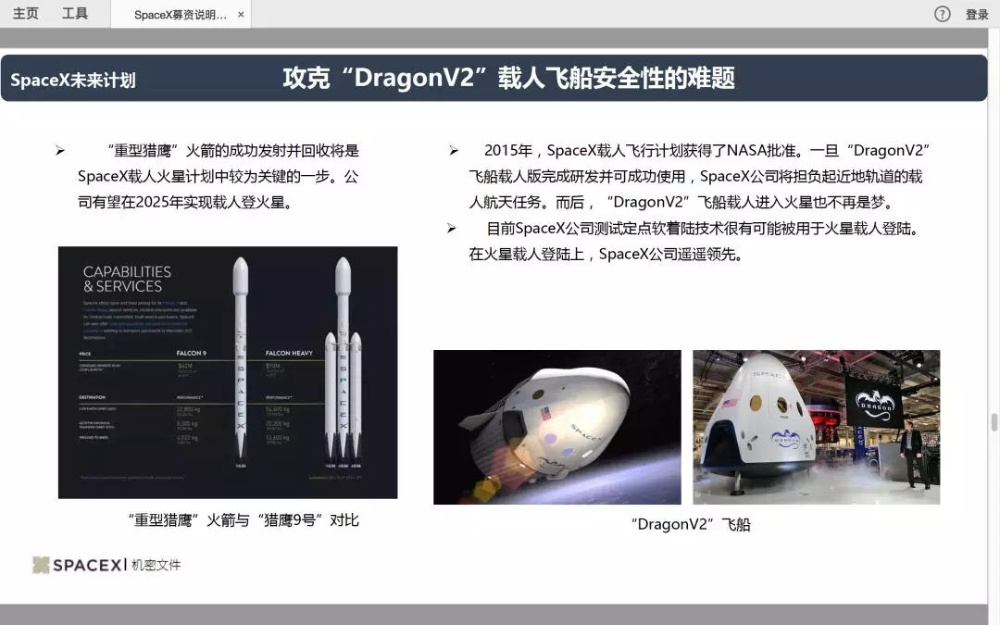 主页 工具 SpaceX募资说明... × ? 登录
SpaceX未来计划
攻克“DragonV2”载人飞船安全性的难题
➢ “重型猎鹰”火箭的成功发射并回收将是
SpaceX载人火星计划中较为关键的一步。公
司有望在2025年实现载人登火星。
➢ 2015年，SpaceX载人飞行计划获得了NASA批准。一旦“DragonV2”
飞船载人版完成研发并可成功使用，SpaceX公司将担负起近地轨道的载
人航天任务。而后，“DragonV2”飞船载人进入火星也不再是梦。
➢ 目前SpaceX公司测试定点软着陆技术很有可能被用于火星载人登陆。
在火星载人登陆上，SpaceX公司遥遥领先。
CAPABILITIES
& SERVICES
PRICE FALCON 9 FALCON HEAVY
$62M $90M
DESTINATION PERFORMANCE* PERFORMANCE*
22,800 kg 54,400 kg
8,300 kg 22,200 kg
PAYLOAD TO MARS 4,020 kg 13,600 kg
SPACEX
SPACEX
“重型猎鹰”火箭与“猎鹰9号”对比
SPACEX
SPACEX
DRAGON
DRAGON
SPACEX
“DragonV2”飞船
SPACEX| 机密文件